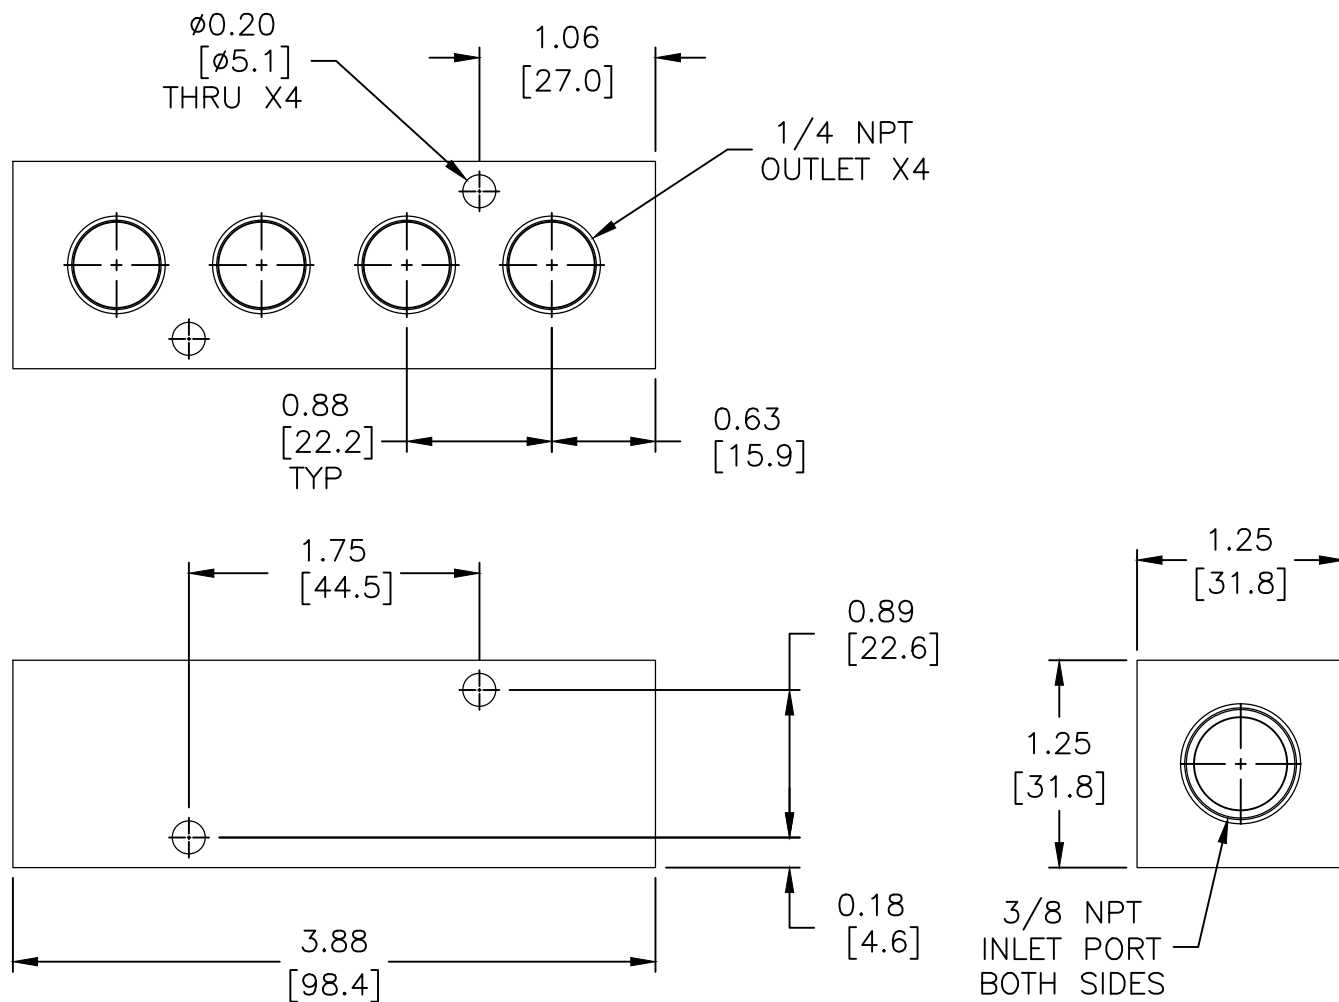 ø0.20
[ø5.1]
THRU X4
1.06
[27.0]
1/4 NPT
OUTLET X4
0.88
[22.2]
TYP
0.63
[15.9]
1.75
[44.5]
0.89
[22.6]
1.25
[31.8]
1.25
[31.8]
0.18
[4.6]
3.88
[98.4]
3/8 NPT
INLET PORT
BOTH SIDES